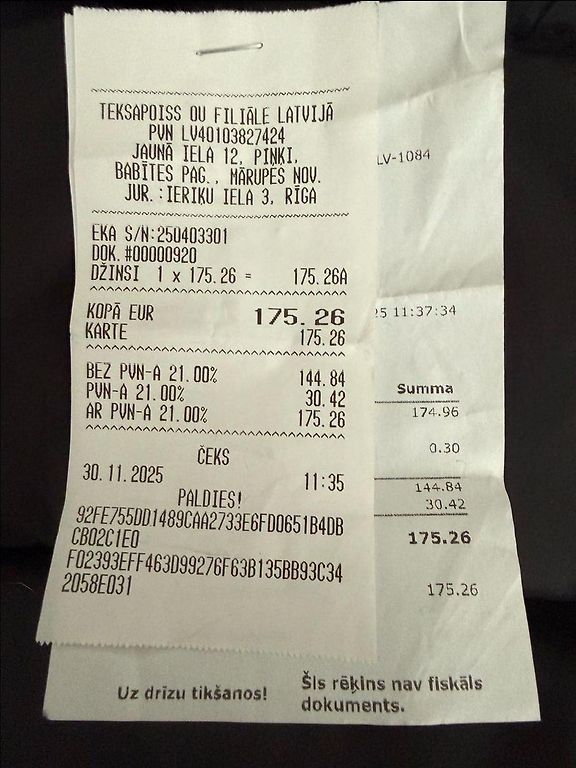 TEKSAPOISS OU FILIĀLE LATVIJĀ
PVN LV40103827424
JAUNĀ IELA 12, PIŅĶI,
BABĪTES PAG., MĀRUPES NOV.
JUR.:IERIĶU IELA 3, RĪGA
EKA S/N:250403301
DOK.#00000920
DŽINSI 1 x 175.26 = 175.26A
KOPĀ EUR 175.26
KARTE 175.26
BEZ PVN-A 21.00% 144.84
PVN-A 21.00% 30.42
AR PVN-A 21.00% 175.26
ČEKS
30.11.2025 11:35
PALDIES!
92FE755DD1489CAA2733E6FD0651B4DB
CB02C1E0
F02393EFF463D99276F63B135BB93C34
2058E031
LV-1084
25 11:37:34
Summa
174.96
0.30
144.84
30.42
175.26
175.26
Uz drīzu tikšanos!
Šis rēķins nav fiskāls
dokuments.